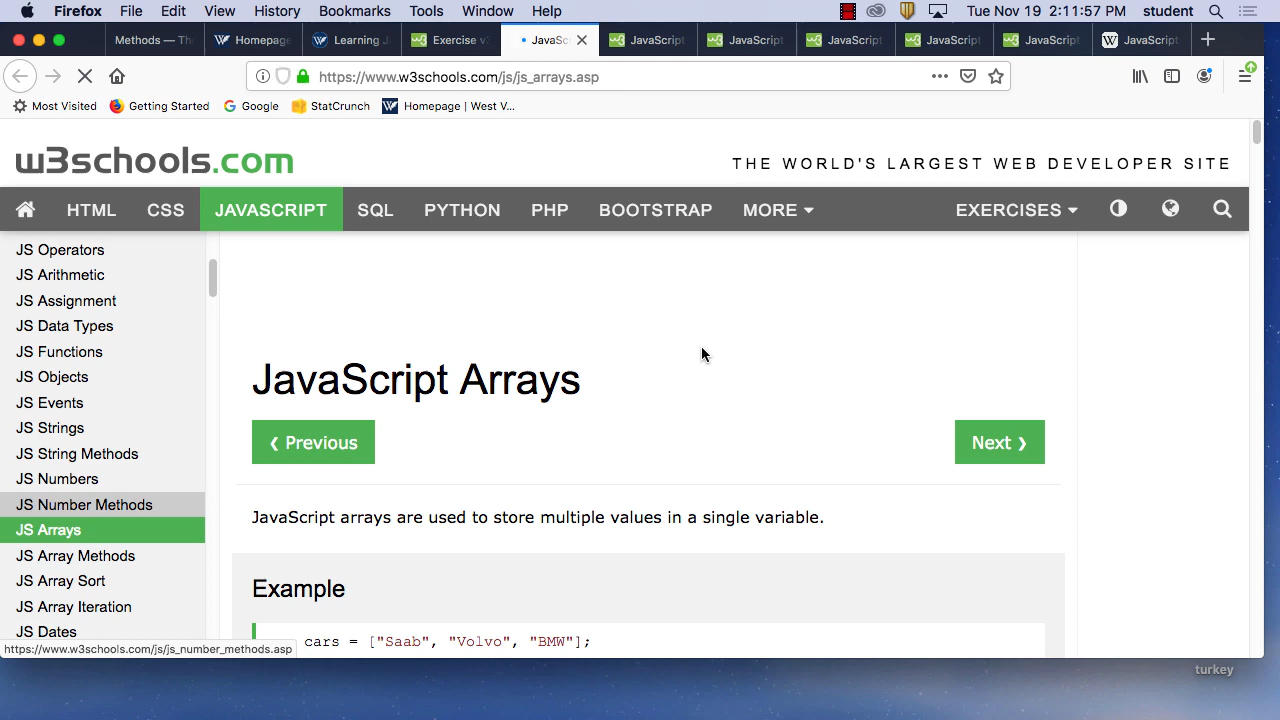 Firefox File Edit View History Bookmarks Tools Window Help Tue Nov 19 2:11:57 PM student
Methods — Th Homepage Learning J Exercise v JavaSc JavaScript JavaScript JavaScript JavaScript JavaScript JavaScript
https://www.w3schools.com/js/js_arrays.asp
Most Visited Getting Started Google StatCrunch Homepage | West V...
w3schools.com
THE WORLD'S LARGEST WEB DEVELOPER SITE
HTML CSS JAVASCRIPT SQL PYTHON PHP BOOTSTRAP MORE EXERCISES
JS Operators
JS Arithmetic
JS Assignment
JS Data Types
JS Functions
JS Objects
JS Events
JS Strings
JS String Methods
JS Numbers
JS Number Methods
JS Arrays
JS Array Methods
JS Array Sort
JS Array Iteration
JS Dates
https://www.w3schools.com/js/js_number_methods.asp
JavaScript Arrays
❮ Previous
Next ❯
JavaScript arrays are used to store multiple values in a single variable.
Example
cars = ["Saab", "Volvo", "BMW"];
turkey